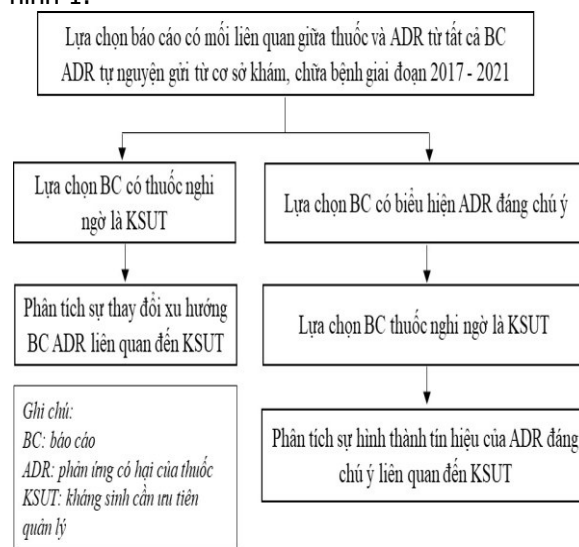 Hình 1.
Lựa chọn báo cáo có mối liên quan giữa thuốc và ADR từ tất cả BC
ADR tự nguyện gửi từ cơ sở khám, chữa bệnh giai đoạn 2017 - 2021
Lựa chọn BC có thuốc nghi
ngờ là KSUT
Phân tích sự thay đổi xu hướng
BC ADR liên quan đến KSUT
Ghi chú:
BC: báo cáo
ADR: phản ứng có hại của thuốc
KSUT: kháng sinh cần ưu tiên
quản lý
Lựa chọn BC có biểu hiện ADR đáng chú ý
Lựa chọn BC thuốc nghi ngờ là KSUT
Phân tích sự hình thành tín hiệu của ADR đáng
chú ý liên quan đến KSUT